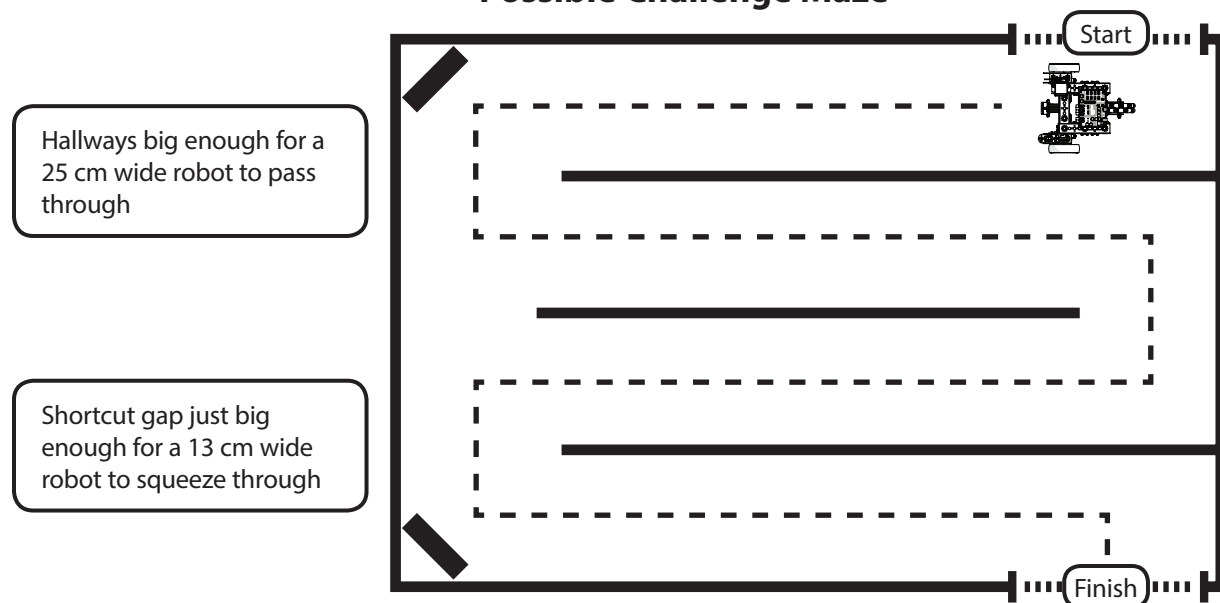 Possible Challenge Maze
Start
Hallways big enough for a
25 cm wide robot to pass
through
Shortcut gap just big
enough for a 13 cm wide
robot to squeeze through
Finish